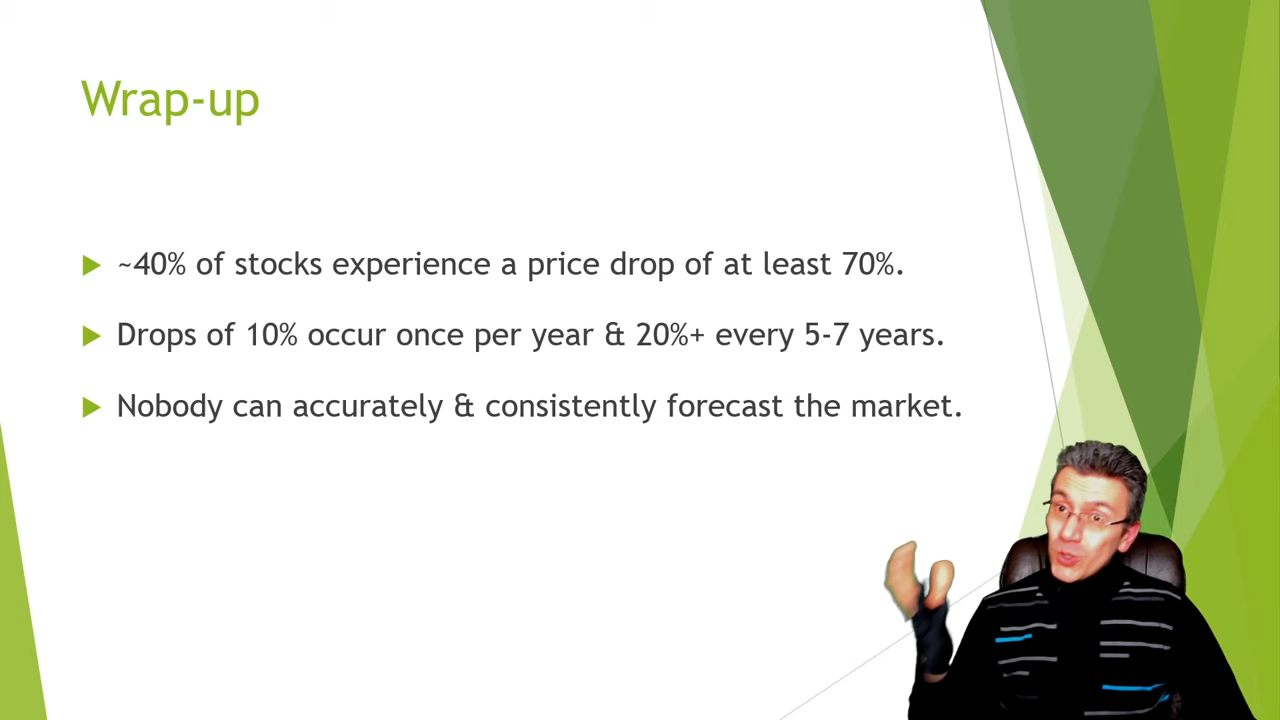 Wrap-up
~40% of stocks experience a price drop of at least 70%.
Drops of 10% occur once per year & 20%+ every 5-7 years.
Nobody can accurately & consistently forecast the market.